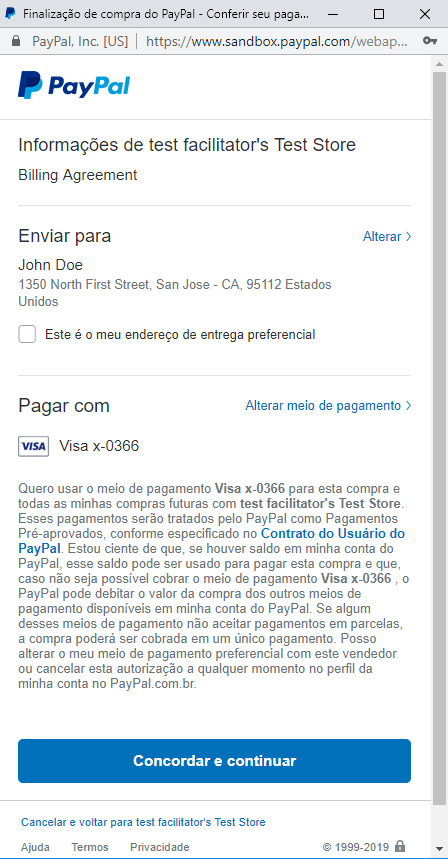 Finalização de compra do PayPal - Conferir seu paga...
PayPal, Inc. [US] | https://www.sandbox.paypal.com/webap...
PayPal
Informações de test facilitator's Test Store
Billing Agreement
Enviar para
Alterar
John Doe
1350 North First Street, San Jose - CA, 95112 Estados
Unidos
Este é o meu endereço de entrega preferencial
Pagar com
Alterar meio de pagamento
VISA Visa x-0366
Quero usar o meio de pagamento Visa x-0366 para esta compra e
todas as minhas compras futuras com test facilitator's Test Store.
Esses pagamentos serão tratados pelo PayPal como Pagamentos
Pré-aprovados, conforme especificado no Contrato do Usuário do
PayPal. Estou ciente de que, se houver saldo em minha conta do
PayPal, esse saldo pode ser usado para pagar esta compra e que,
caso não seja possível cobrar o meio de pagamento Visa x-0366 , o
PayPal pode debitar o valor da compra dos outros meios de
pagamento disponíveis em minha conta do PayPal. Se algum
desses meios de pagamento não aceitar pagamentos em parcelas,
a compra poderá ser cobrada em um único pagamento. Posso
alterar o meu meio de pagamento preferencial com este vendedor
ou cancelar esta autorização a qualquer momento no perfil da
minha conta no PayPal.com.br.
Concordar e continuar
Cancelar e voltar para test facilitator's Test Store
Ajuda Termos Privacidade © 1999-2019